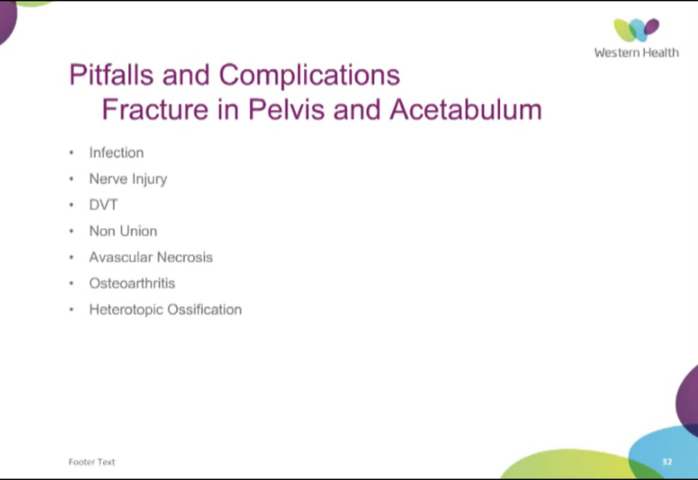 Western Health
Pitfalls and Complications
Fracture in Pelvis and Acetabulum
• Infection
• Nerve Injury
• DVT
• Non Union
• Avascular Necrosis
• Osteoarthritis
• Heterotopic Ossification
Footer Text
32